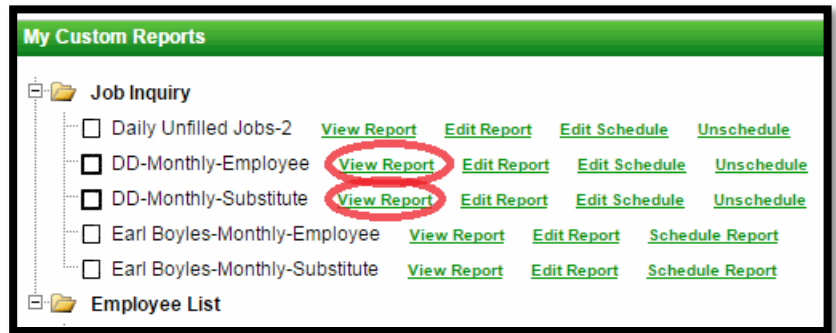 My Custom Reports
Job Inquiry
Daily Unfilled Jobs-2 View Report Edit Report Edit Schedule Unschedule
DD-Monthly-Employee View Report Edit Report Edit Schedule Unschedule
DD-Monthly-Substitute View Report Edit Report Edit Schedule Unschedule
Earl Boyles-Monthly-Employee View Report Edit Report Schedule Report
Earl Boyles-Monthly-Substitute View Report Edit Report Schedule Report
Employee List